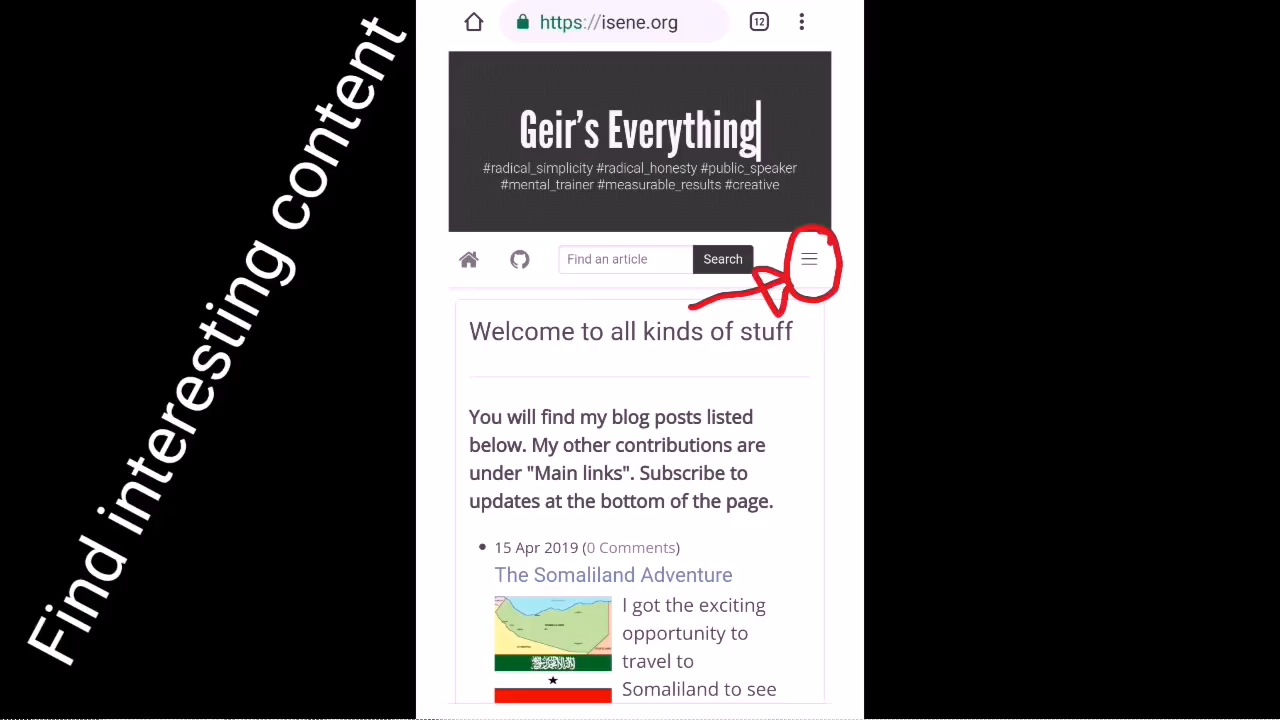 Find interesting content
12
https://isene.org
Geir's Everything
#radical_simplicity #radical_honesty #public_speaker
#mental_trainer #measurable_results #creative
Find an article
Search
Welcome to all kinds of stuff
You will find my blog posts listed
below. My other contributions are
under "Main links". Subscribe to
updates at the bottom of the page.
15 Apr 2019 (0 Comments)
The Somaliland Adventure
I got the exciting
opportunity to
travel to
Somaliland to see